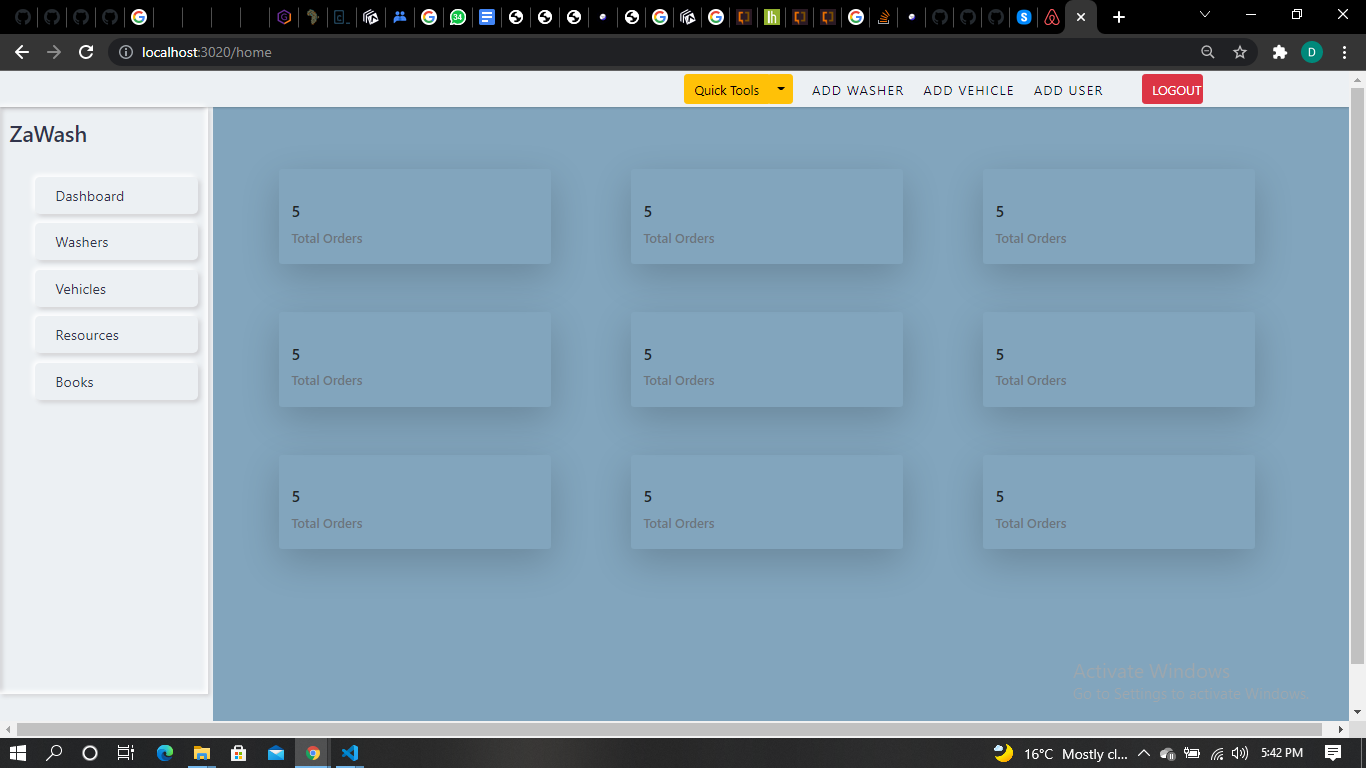 34
localhost:3020/home
D
Quick Tools ADD WASHER ADD VEHICLE ADD USER LOGOUT
ZaWash
Dashboard
Washers
Vehicles
Resources
Books
5 5 5
Total Orders Total Orders Total Orders
5 5 5
Total Orders Total Orders Total Orders
5 5 5
Total Orders Total Orders Total Orders
Activate Windows
Go to Settings to activate Windows.
16°C Mostly cl... 5:42 PM